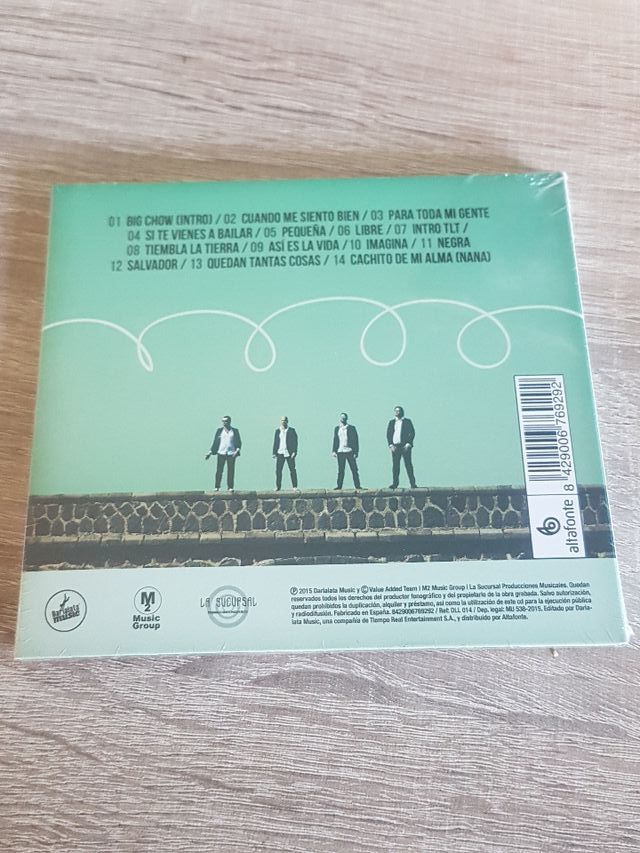 01 BIG CHOW (INTRO) / 02 CUANDO ME SIENTO BIEN / 03 PARA TODA MI GENTE
04 SI TE VIENES A BAILAR / 05 PEQUEÑA / 06 LIBRE / 07 INTRO TLT /
08 TIEMBLA LA TIERRA / 09 ASÍ ES LA VIDA / 10 IMAGINA / 11 NEGRA
12 SALVADOR / 13 QUEDAN TANTAS COSAS / 14 CACHITO DE MI ALMA (NANA)
8 429006 769292
altafonte
Darialata
M2
Music
Group
LA SUCURSAL
Ⓟ 2015 Darialata Music y Ⓒ Value Added Team | M2 Music Group | La Sucursal Producciones Musicales. Quedan
reservados todos los derechos del productor fonográfico y del propietario de la obra grabada. Salvo autorización,
quedan prohibidos la duplicación, alquiler y préstamo, así como la utilización de este cd para la ejecución pública
y radiodifusión. Fabricado en España. 8429006769292 / Ref: DLL 014 / Dep. legal: MU 538-2015. Editado por Daria-
lata Music, una compañía de Tiempo Real Entertainment S.A., y distribuido por Altafonte.